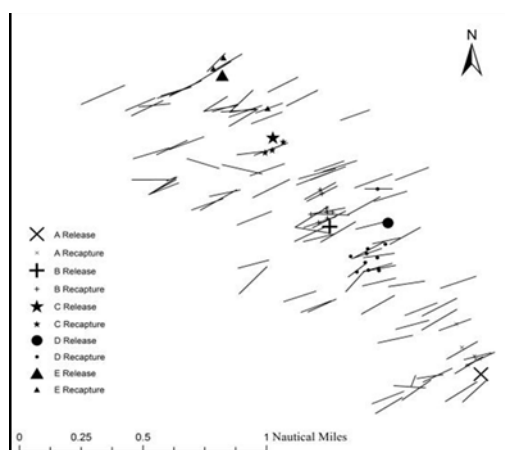 N
A Release
A Recapture
B Release
B Recapture
C Release
C Recapture
D Release
D Recapture
E Release
E Recapture
0 0.25 0.5 1 Nautical Miles